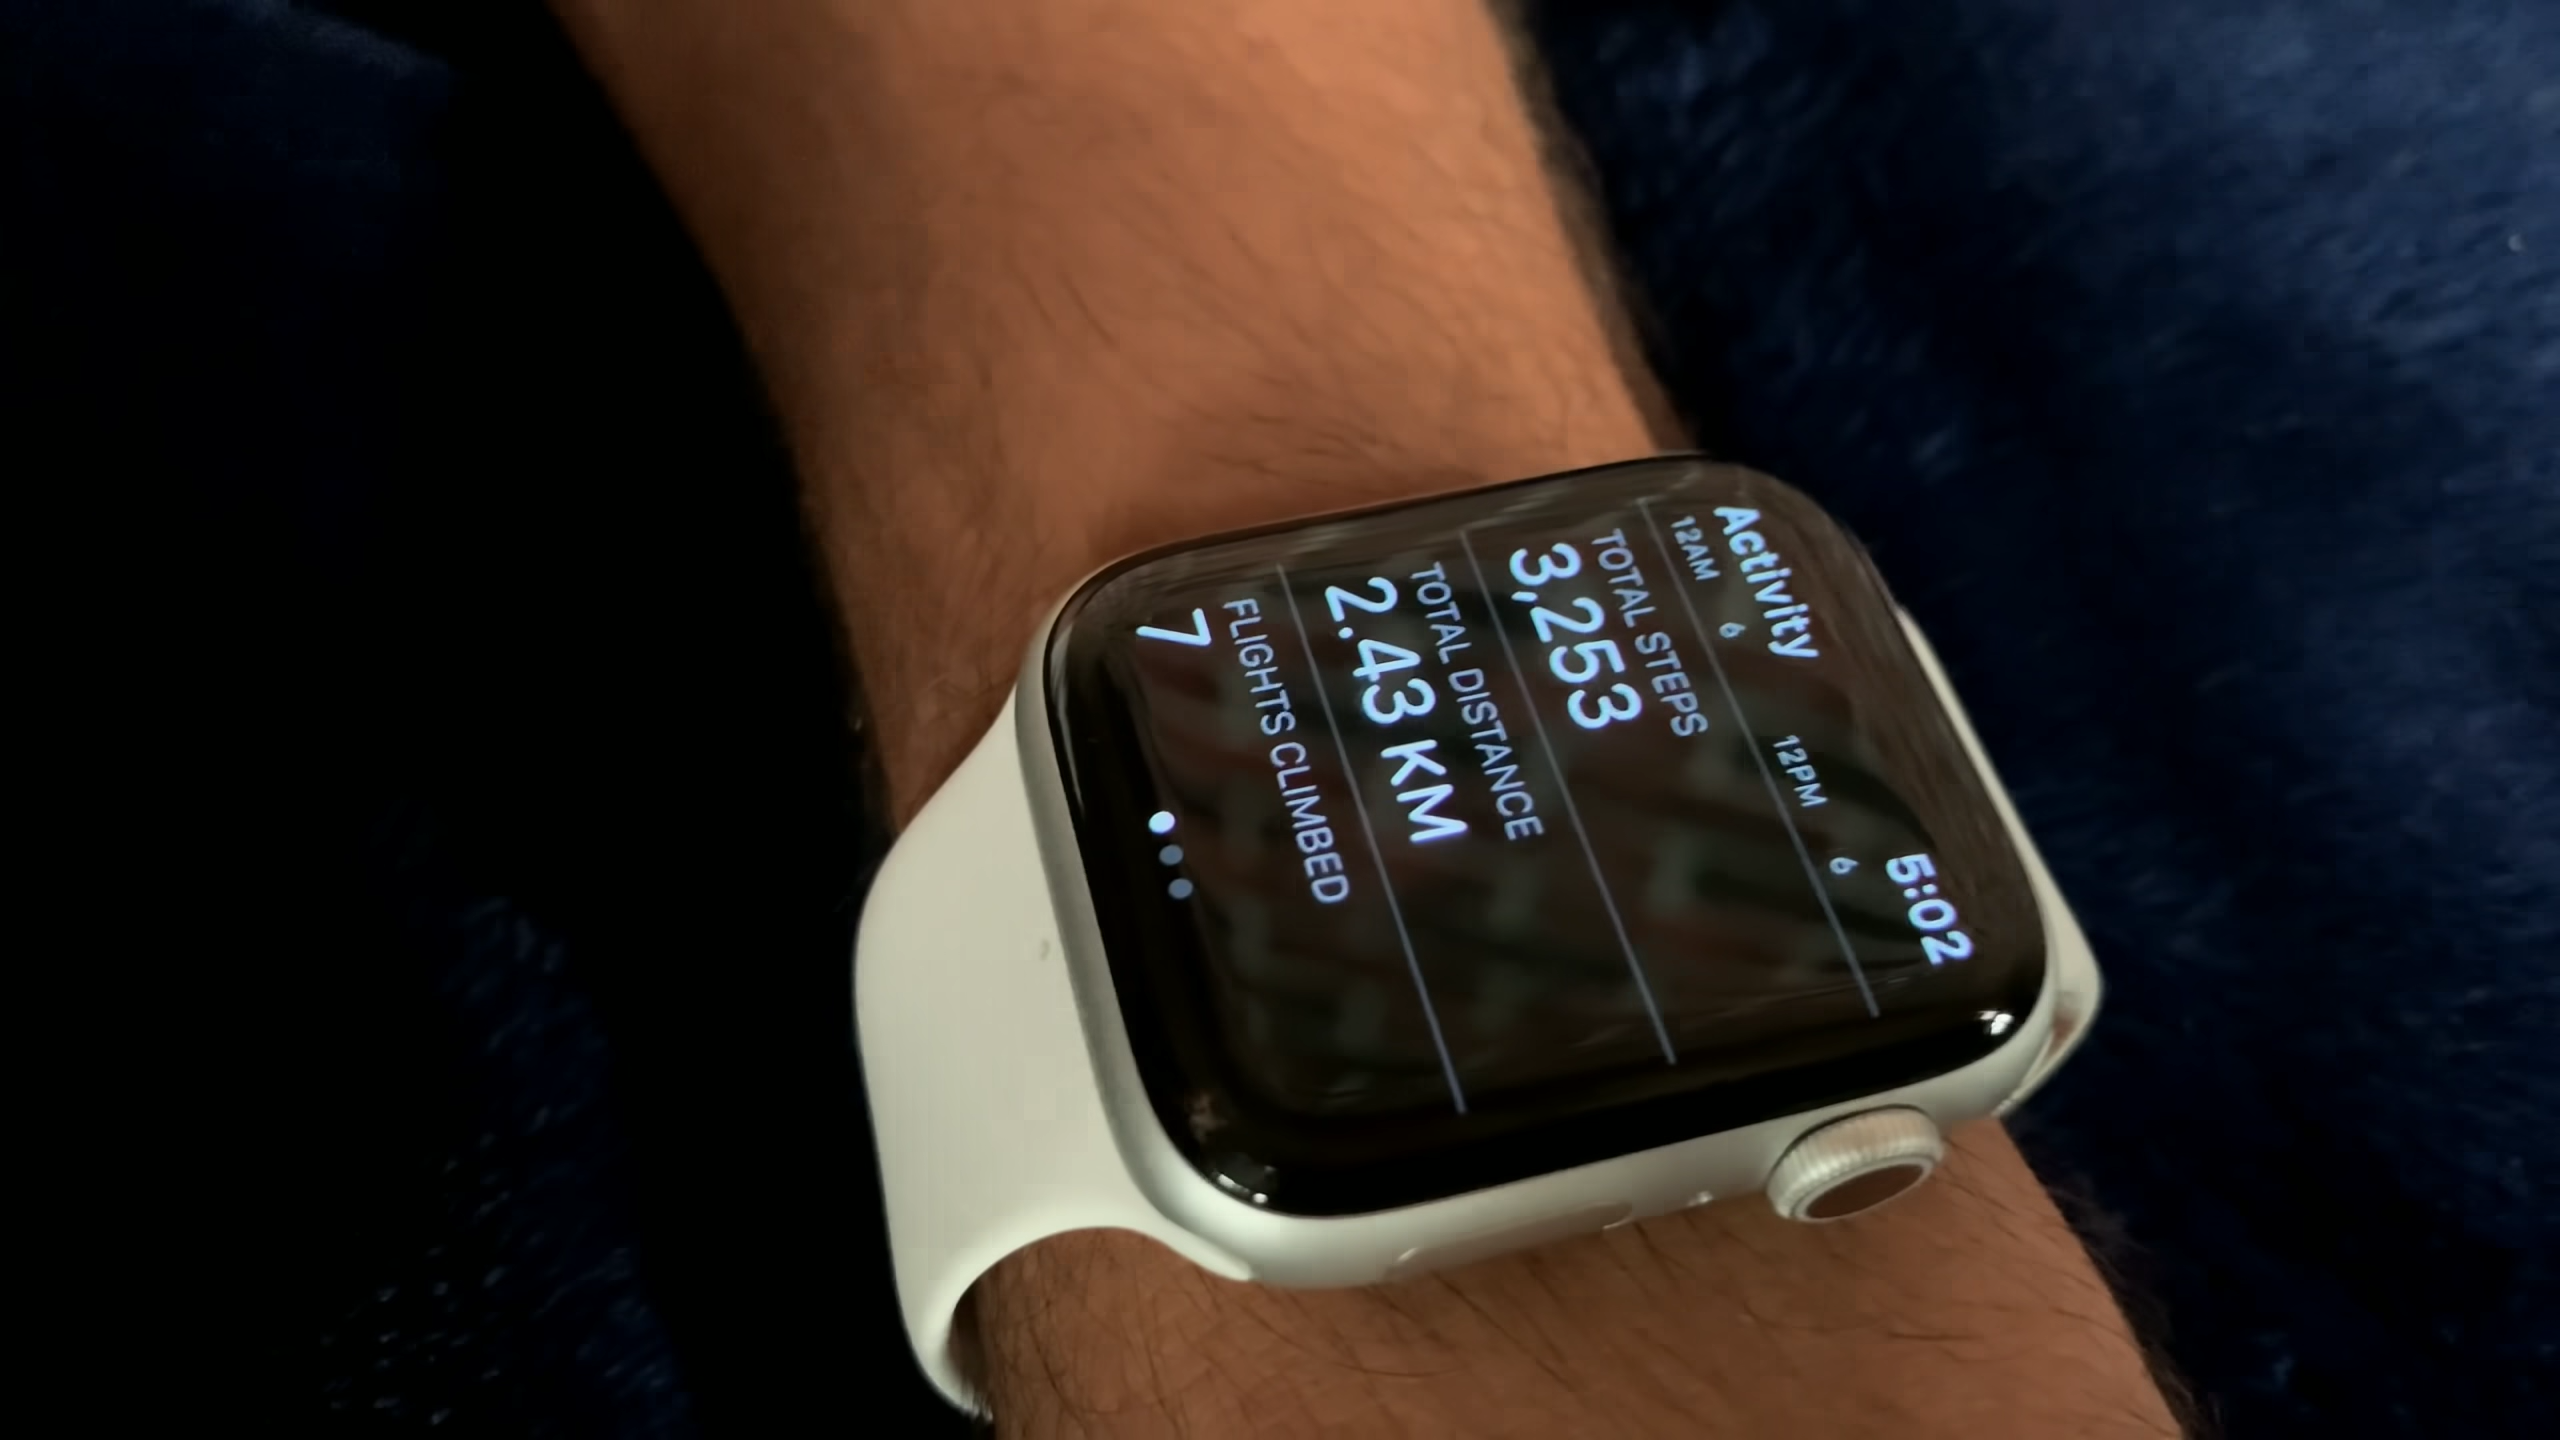 Activity 5:02
12AM 6 12PM 6
TOTAL STEPS
3,253
TOTAL DISTANCE
2.43 KM
FLIGHTS CLIMBED
7